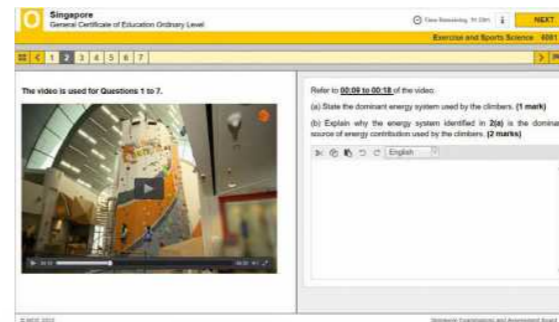 O
Singapore
General Certificate of Education Ordinary Level
NEXT
Exercise and Sports Science 6081
1 2 3 4 5 6 7
The video is used for Questions 1 to 7.
Refer to 00:09 to 00:18 of the video:
(a) State the dominant energy system used by the climbers. (1 mark)
(b) Explain why the energy system identified in 2(a) is the domina
source of energy contribution used by the climbers. (2 marks)
English